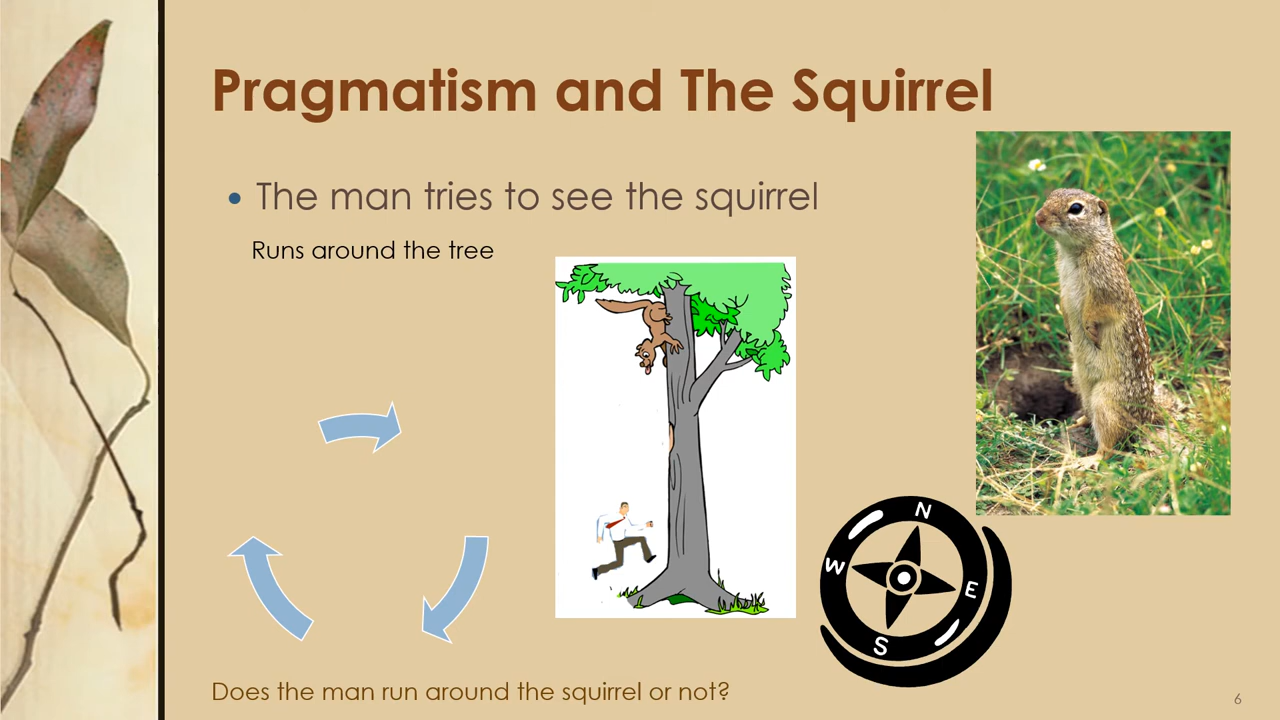 Pragmatism and The Squirrel
• The man tries to see the squirrel
Runs around the tree
N
W
E
S
Does the man run around the squirrel or not?
6